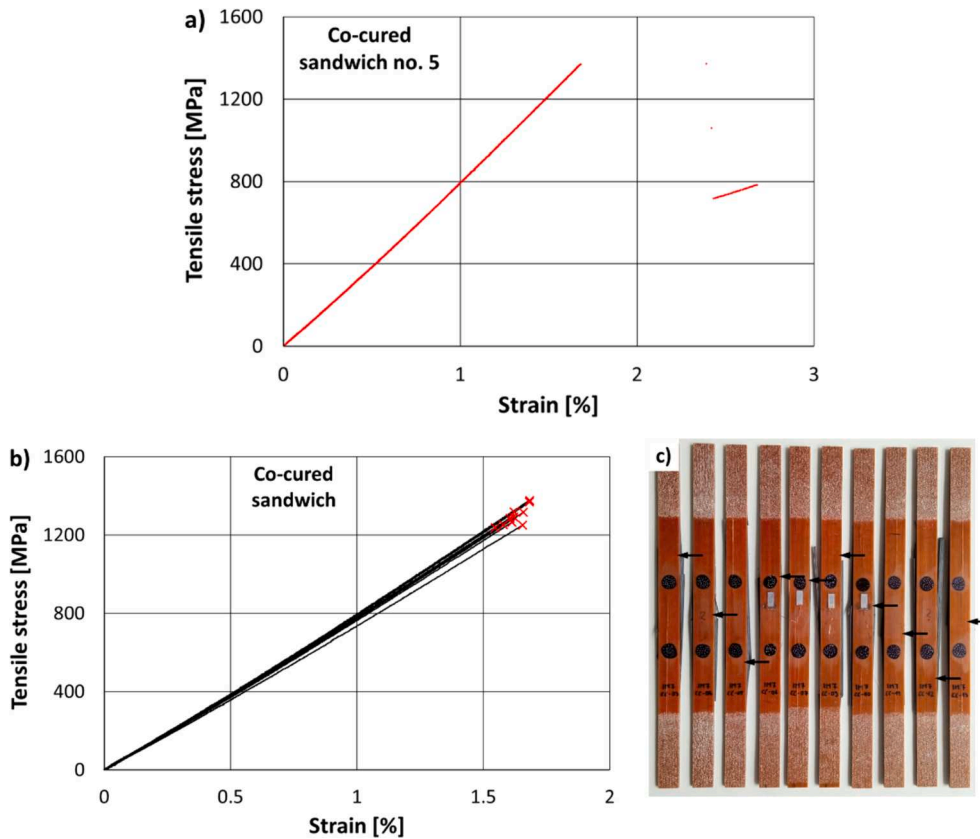 a)
Co-cured
sandwich no. 5
Tensile stress [MPa]
1600
1200
800
400
0
0
1
2
3
Strain [%]
b)
Co-cured
sandwich
Tensile stress [MPa]
1600
1200
800
400
0
0
0.5
1
1.5
2
Strain [%]
c)